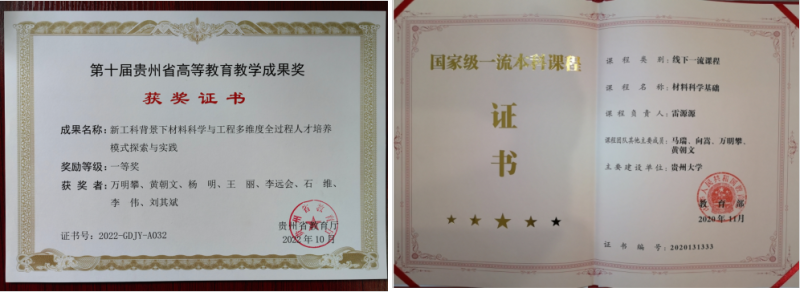 第十届贵州省高等教育教学成果奖
获奖证书
成果名称：新工科背景下材料科学与工程多维度全过程人才培养
模式探索与实践
奖励等级：一等奖
获 奖 者：万明攀、黄朝文、杨 明、王 丽、李远会、石 维、
李 伟、刘其斌
贵州省教育厅
2022年10月
证书号：2022-GDJY-A032
国家级一流本科课程
证
书
课 程 类 别：线下一流课程
课 程 名 称：材料科学基础
课 程 负 责 人：雷源源
课程团队其他主要成员：马瑞、向嵩、万明攀、
黄朝文
主 要 建 设 单 位：贵州大学
教 育 部
2020年11月
证 书 编 号：2020131333